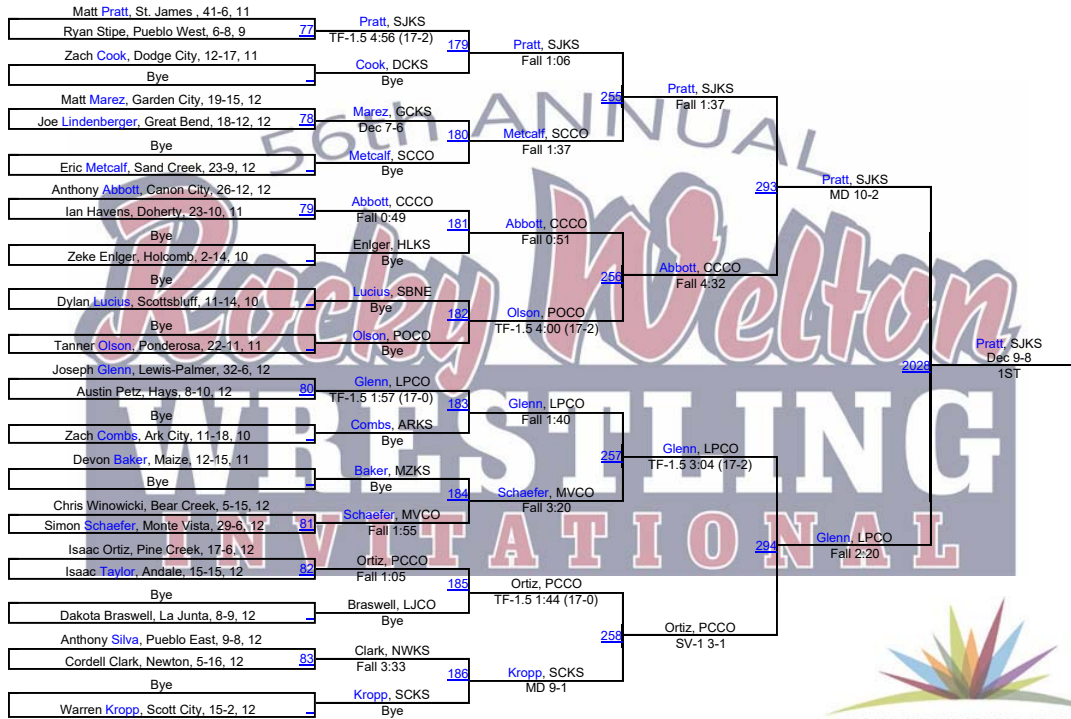 Matt Pratt, St. James , 41-6, 11
Ryan Stipe, Pueblo West, 6-8, 9
77
Zach Cook, Dodge City, 12-17, 11
Bye
Matt Marez, Garden City, 19-15, 12
Joe Lindenberger, Great Bend, 18-12, 12
78
Bye
Eric Metcalf, Sand Creek, 23-9, 12
Anthony Abbott, Canon City, 26-12, 12
Ian Havens, Doherty, 23-10, 11
79
Bye
Zeke Enlger, Holcomb, 2-14, 10
Bye
Dylan Lucius, Scottsbluff, 11-14, 10
Bye
Tanner Olson, Ponderosa, 22-11, 11
Joseph Glenn, Lewis-Palmer, 32-6, 12
Austin Petz, Hays, 8-10, 12
80
Bye
Zach Combs, Ark City, 11-18, 10
Devon Baker, Maize, 12-15, 11
Bye
Chris Winowicki, Bear Creek, 5-15, 12
Simon Schaefer, Monte Vista, 29-6, 12
81
Isaac Ortiz, Pine Creek, 17-6, 12
Isaac Taylor, Andale, 15-15, 12
82
Bye
Dakota Braswell, La Junta, 8-9, 12
Anthony Silva, Pueblo East, 9-8, 12
Cordell Clark, Newton, 5-16, 12
83
Bye
Warren Kropp, Scott City, 15-2, 12
Pratt, SJKS
TF-1.5 4:56 (17-2)
179
Cook, DCKS
Bye
Marez, GCKS
Dec 7-6
180
Metcalf, SCCO
Bye
Abbott, CCCO
Fall 0:49
181
Enlger, HLKS
Bye
Lucius, SBNE
Bye
182
Olson, POCO
Bye
Glenn, LPCO
TF-1.5 1:57 (17-0)
183
Combs, ARKS
Bye
Baker, MZKS
Bye
184
Schaefer, MVCO
Fall 1:55
Ortiz, PCCO
Fall 1:05
185
Braswell, LJCO
Bye
Clark, NWKS
Fall 3:33
186
Kropp, SCKS
Bye
Pratt, SJKS
Fall 1:06
255
Metcalf, SCCO
Fall 1:37
Abbott, CCCO
Fall 0:51
256
Olson, POCO
TF-1.5 4:00 (17-2)
Glenn, LPCO
Fall 1:40
257
Schaefer, MVCO
Fall 3:20
Ortiz, PCCO
TF-1.5 1:44 (17-0)
258
Kropp, SCKS
MD 9-1
Pratt, SJKS
Fall 1:37
293
Abbott, CCCO
Fall 4:32
Glenn, LPCO
TF-1.5 3:04 (17-2)
294
Ortiz, PCCO
SV-1 3-1
Pratt, SJKS
MD 10-2
2028
Glenn, LPCO
Fall 2:20
Pratt, SJKS
Dec 9-8
1ST
56th ANNUAL
Rocky Welton
WRESTLING
INVITATIONAL